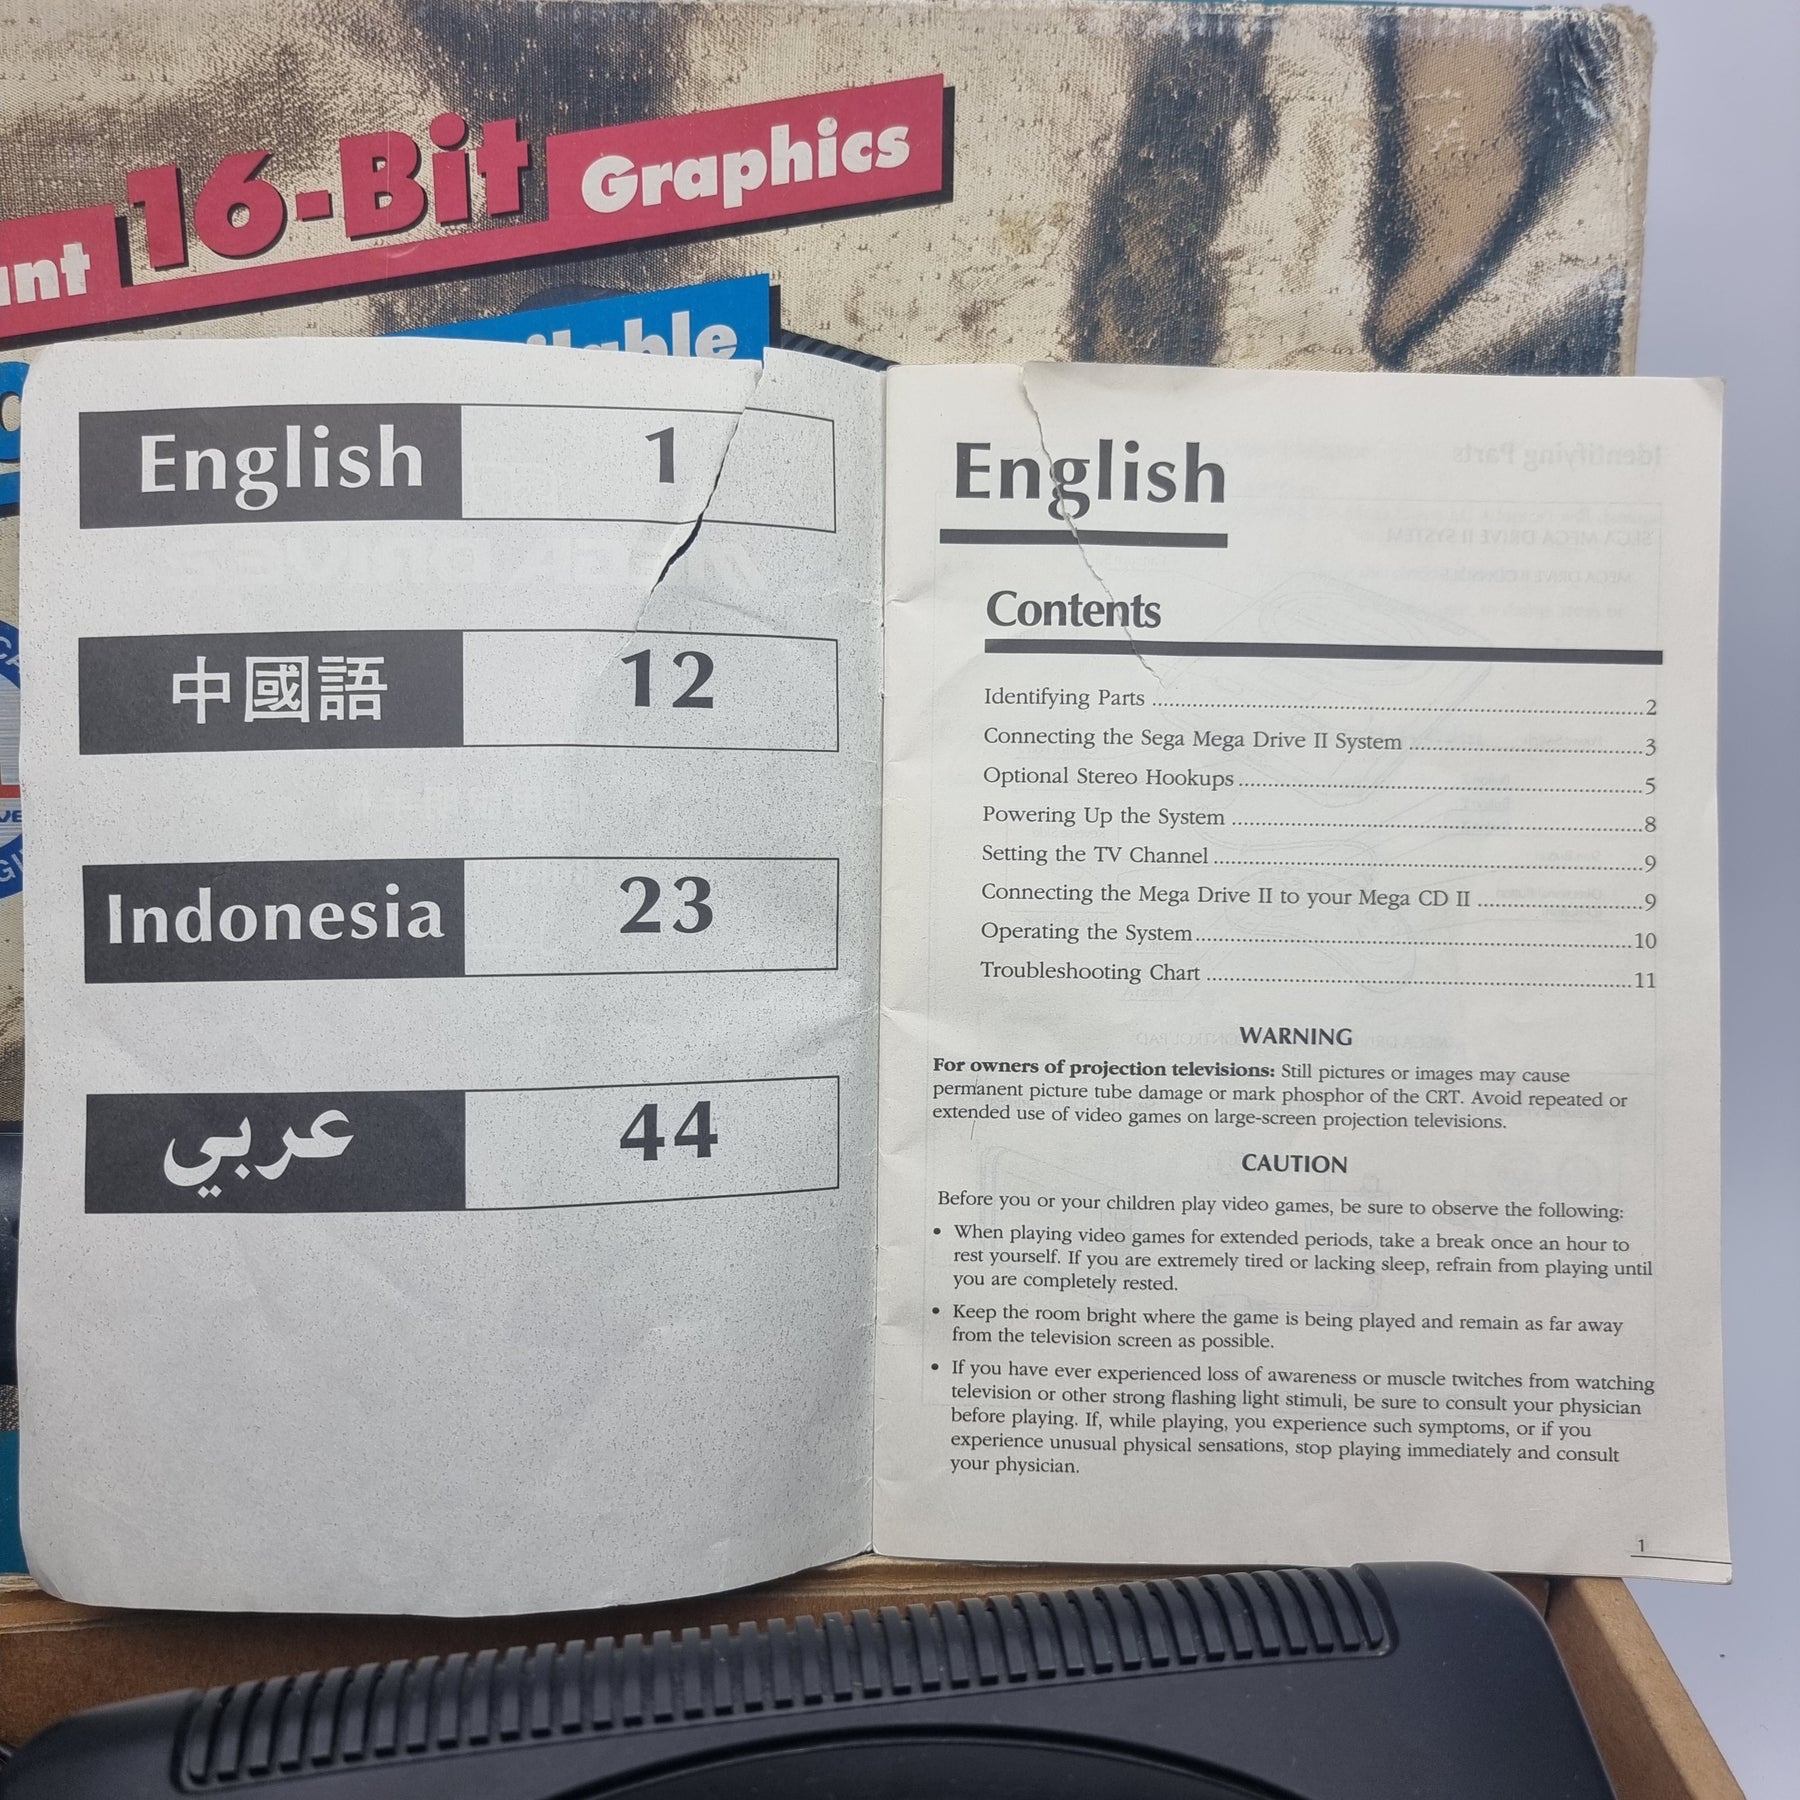 16-Bit Graphics
English 1
中國語 12
Indonesia 23
عربي 44
English
Contents
Identifying Parts ........ 2
Connecting the Sega Mega Drive II System ........ 3
Optional Stereo Hookups ........ 5
Powering Up the System ........ 8
Setting the TV Channel ........ 9
Connecting the Mega Drive II to your Mega CD II ........ 9
Operating the System ........ 10
Troubleshooting Chart ........ 11
WARNING
For owners of projection televisions: Still pictures or images may cause
permanent picture tube damage or mark phosphor of the CRT. Avoid repeated or
extended use of video games on large-screen projection televisions.
CAUTION
Before you or your children play video games, be sure to observe the following:
• When playing video games for extended periods, take a break once an hour to
rest yourself. If you are extremely tired or lacking sleep, refrain from playing until
you are completely rested.
• Keep the room bright where the game is being played and remain as far away
from the television screen as possible.
• If you have ever experienced loss of awareness or muscle twitches from watching
television or other strong flashing light stimuli, be sure to consult your physician
before playing. If, while playing, you experience such symptoms, or if you
experience unusual physical sensations, stop playing immediately and consult
your physician.
1